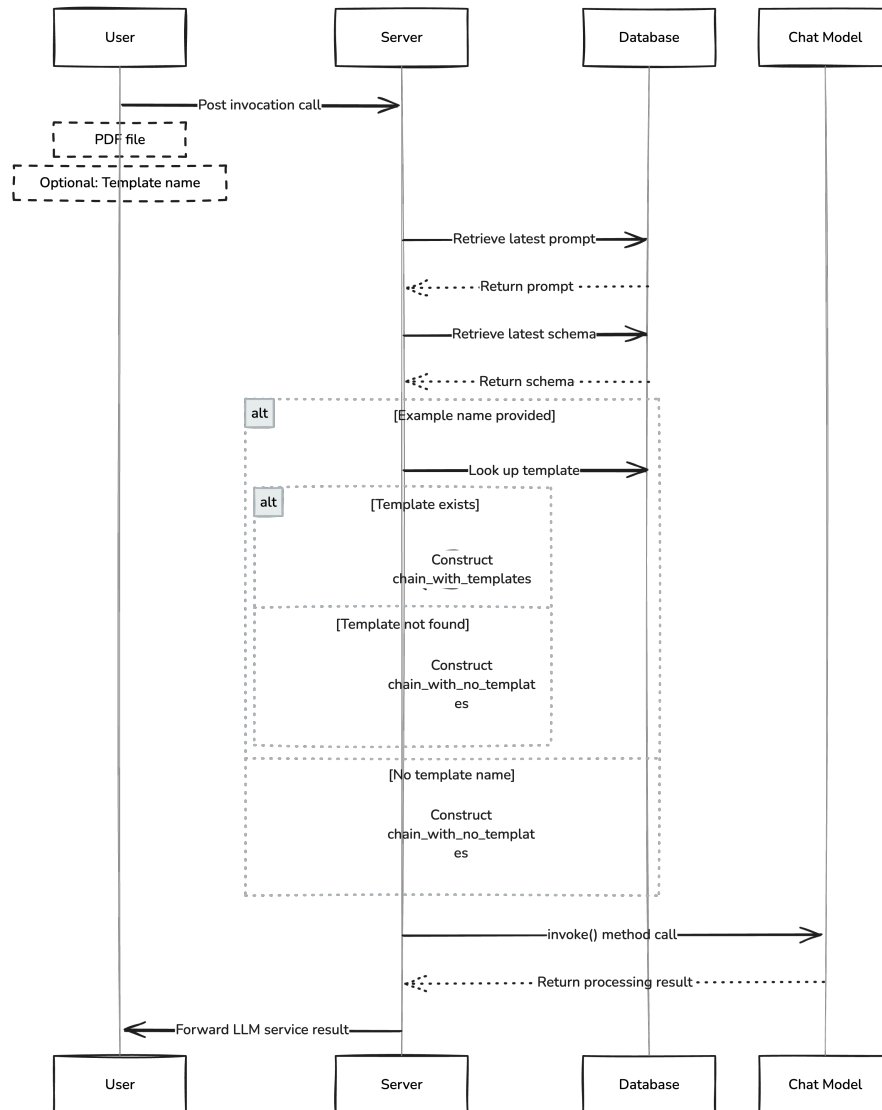 User
Server
Database
Chat Model
Post invocation call
PDF file
Optional: Template name
Retrieve latest prompt
Return prompt
Retrieve latest schema
Return schema
alt
[Example name provided]
Look up template
alt
[Template exists]
Construct
chain_with_templates
[Template not found]
Construct
chain_with_no_templat
es
[No template name]
Construct
chain_with_no_templat
es
invoke() method call
Return processing result
Forward LLM service result
User
Server
Database
Chat Model